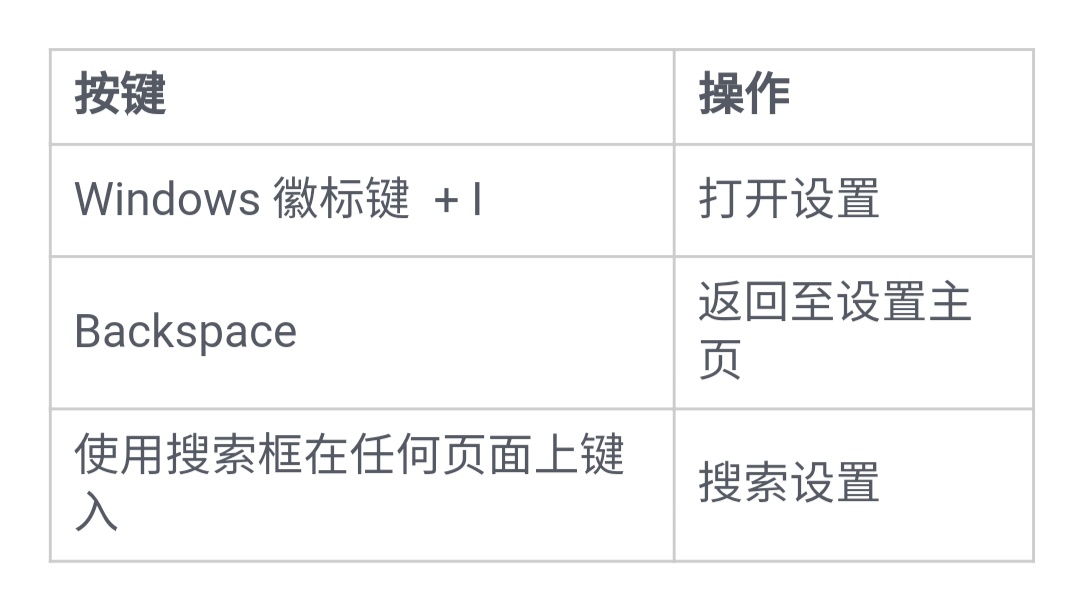 按键
操作
Windows 徽标键 + I
打开设置
Backspace
返回至设置主
页
使用搜索框在任何页面上键
入
搜索设置